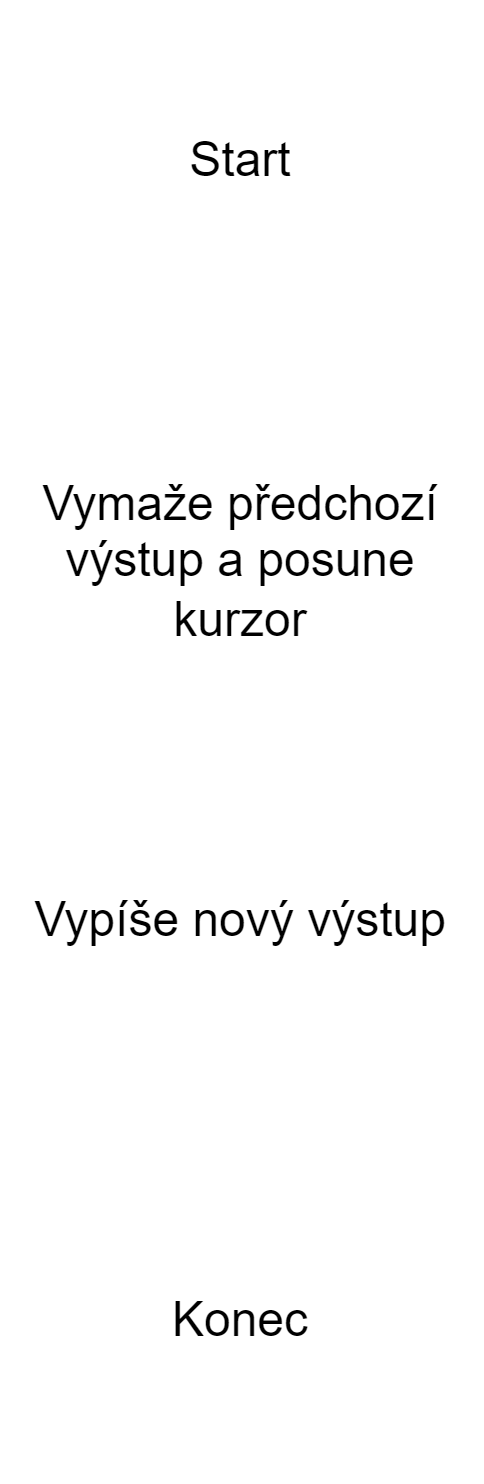 Start
Vymaže předchozí
výstup a posune
kurzor
Vypíše nový výstup
Konec